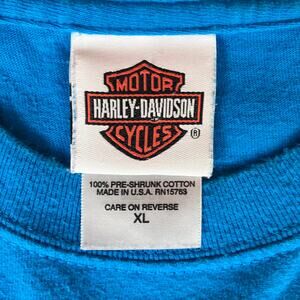 MOTOR
HARLEY-DAVIDSON
CYCLES ®
100% PRE-SHRUNK COTTON
MADE IN U.S.A. RN15763
CARE ON REVERSE
XL